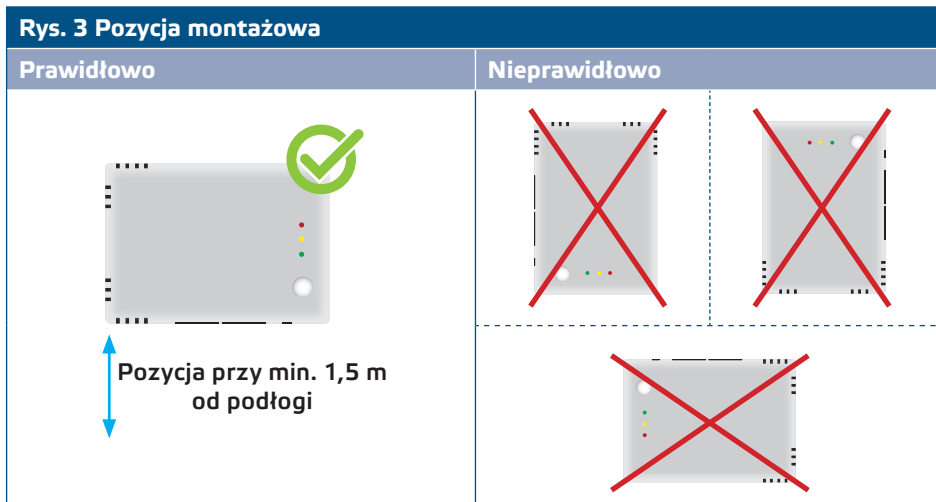 Rys. 3 Pozycja montażowa
Prawidłowo
Nieprawidłowo
Pozycja przy min. 1,5 m
od podłogi